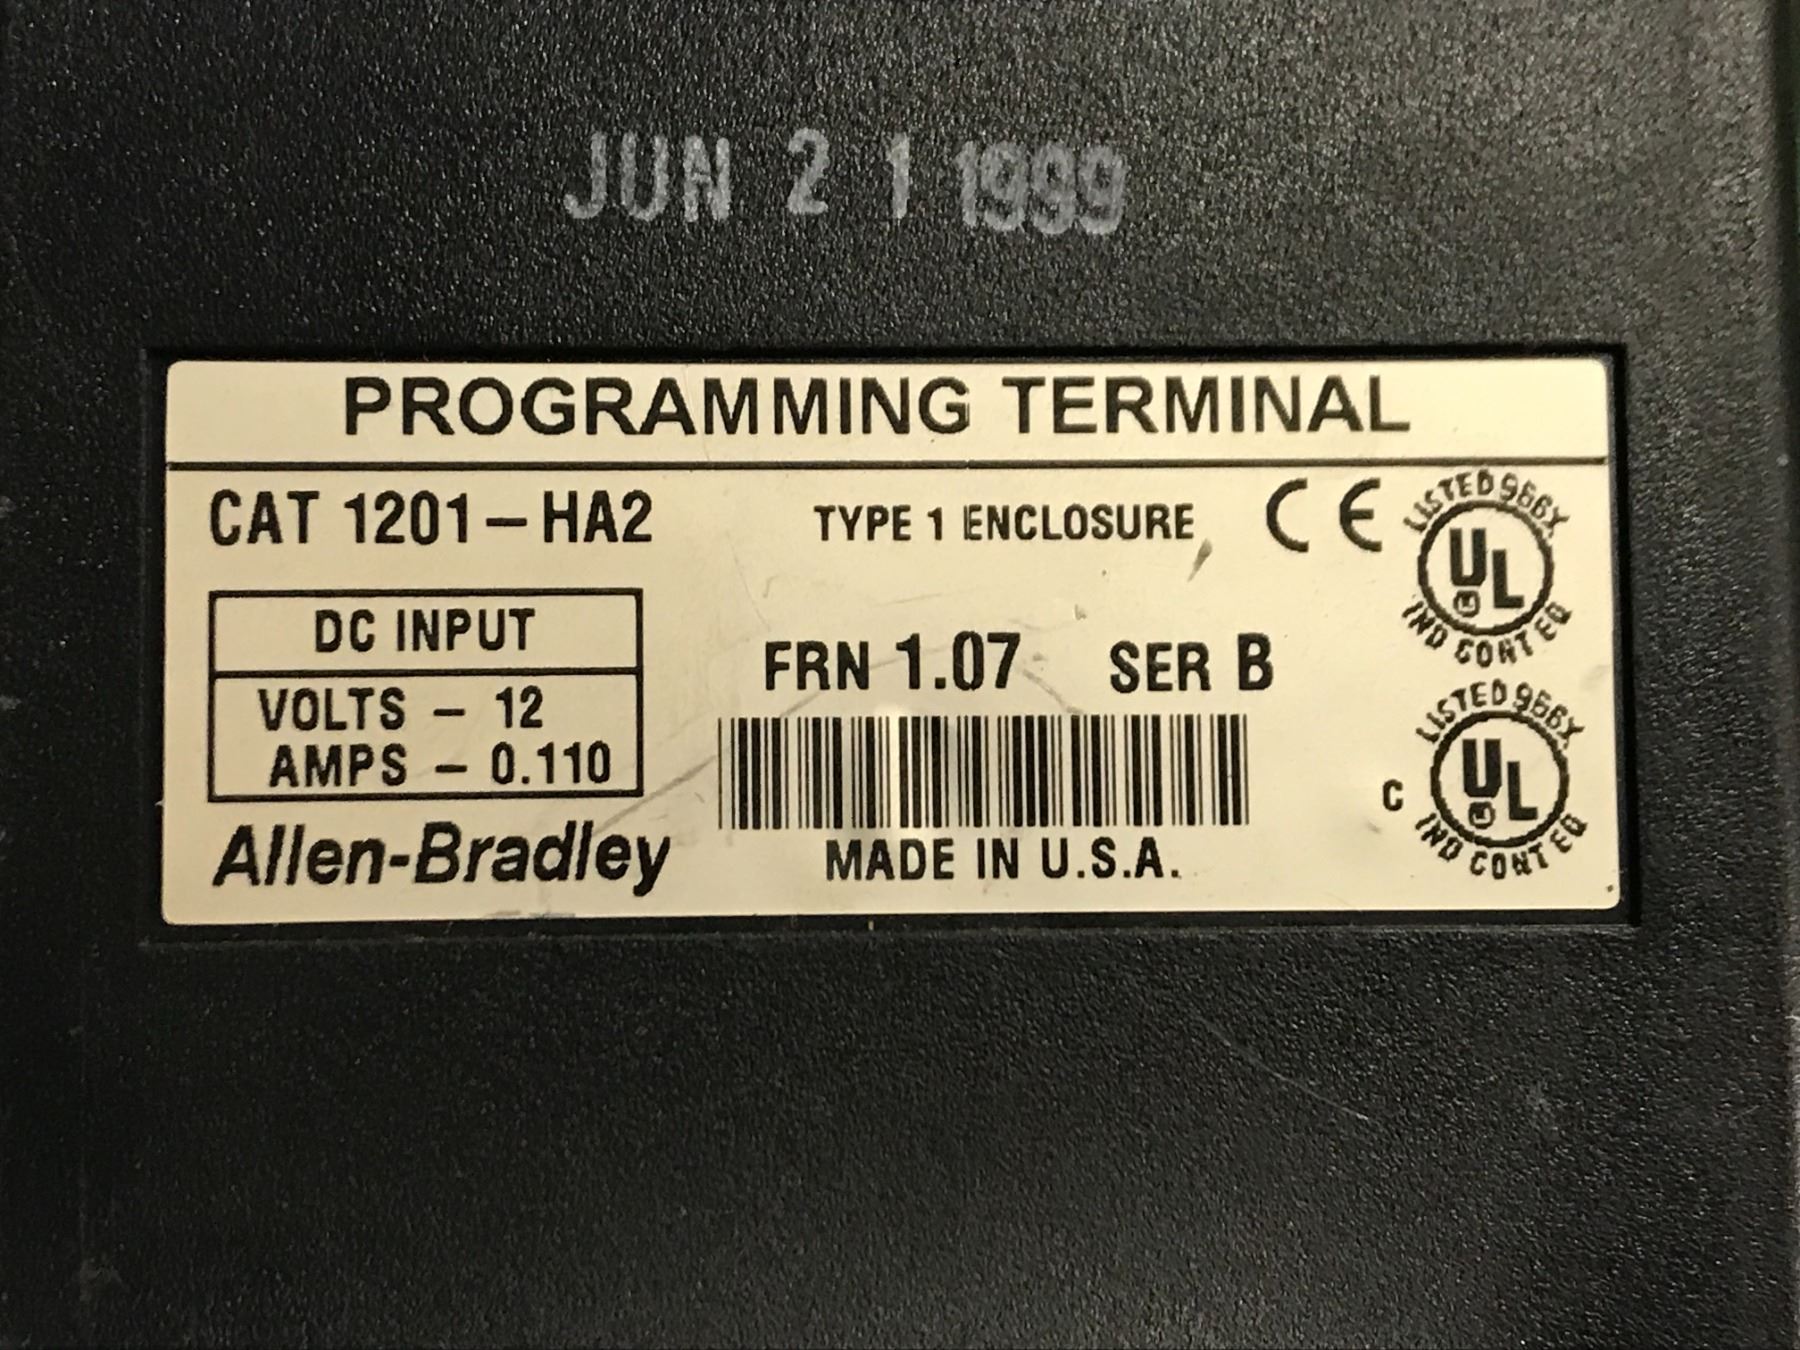 JUN 21 1999
PROGRAMMING TERMINAL
CAT 1201-HA2
TYPE 1 ENCLOSURE
CE
LISTED 966X
UL
IND CONT EQ
DC INPUT
VOLTS - 12
AMPS - 0.110
FRN 1.07 SER B
LISTED 966X
C UL
IND CONT EQ
Allen-Bradley
MADE IN U.S.A.